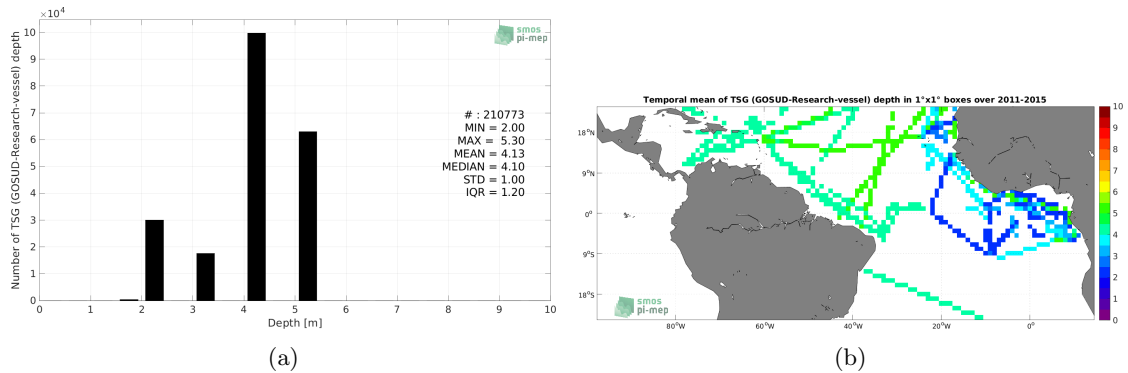 ×10⁴
10
9
8
7
6
5
4
3
2
1
0
Number of TSG (GOSUD-Research-vessel) depth
smos
pi-mep
# : 210773
MIN = 2.00
MAX = 5.30
MEAN = 4.13
MEDIAN = 4.10
STD = 1.00
IQR = 1.20
0 1 2 3 4 5 6 7 8 9 10
Depth [m]
(a)
Temporal mean of TSG (GOSUD-Research-vessel) depth in 1°x1° boxes over 2011-2015
18°N
9°N
0°
9°S
18°S
smos
pi-mep
80°W 60°W 40°W 20°W 0°
10
9
8
7
6
5
4
3
2
1
0
(b)